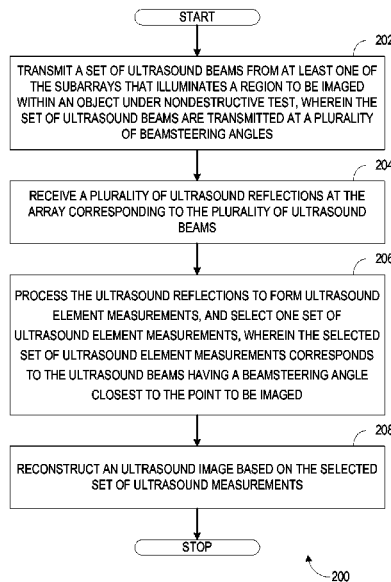 START
202
TRANSMIT A SET OF ULTRASOUND BEAMS FROM AT LEAST ONE OF
THE SUBARRAYS THAT ILLUMINATES A REGION TO BE IMAGED
WITHIN AN OBJECT UNDER NONDESTRUCTIVE TEST, WHEREIN THE
SET OF ULTRASOUND BEAMS ARE TRANSMITTED AT A PLURALITY
OF BEAMSTEERING ANGLES
204
RECEIVE A PLURALITY OF ULTRASOUND REFLECTIONS AT THE
ARRAY CORRESPONDING TO THE PLURALITY OF ULTRASOUND
BEAMS
206
PROCESS THE ULTRASOUND REFLECTIONS TO FORM ULTRASOUND
ELEMENT MEASUREMENTS, AND SELECT ONE SET OF
ULTRASOUND ELEMENT MEASUREMENTS, WHEREIN THE SELECTED
SET OF ULTRASOUND ELEMENT MEASUREMENTS CORRESPONDS
TO THE ULTRASOUND BEAMS HAVING A BEAMSTEERING ANGLE
CLOSEST TO THE POINT TO BE IMAGED
208
RECONSTRUCT AN ULTRASOUND IMAGE BASED ON THE SELECTED
SET OF ULTRASOUND MEASUREMENTS
STOP
200